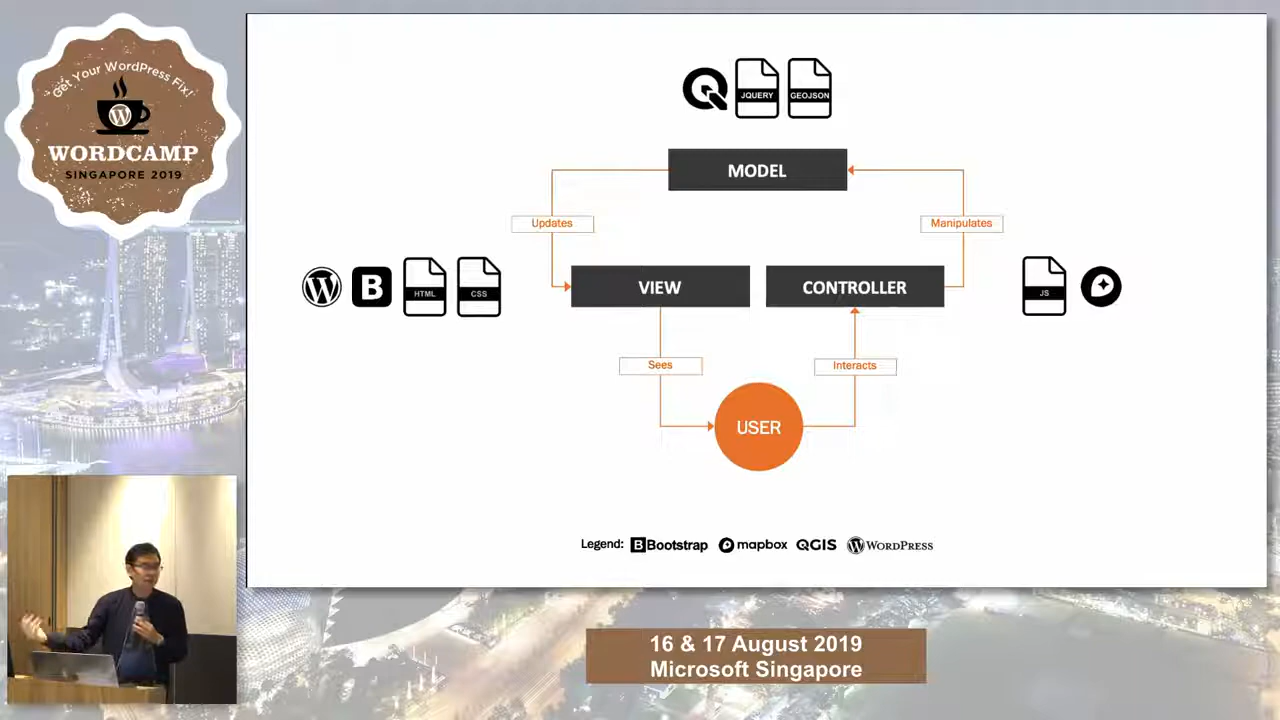 Get Your WordPress Fix!
WORDCAMP
SINGAPORE 2019
JQUERY
GEOJSON
MODEL
Updates
Manipulates
B
HTML
CSS
VIEW
CONTROLLER
JS
Sees
Interacts
USER
Legend: B Bootstrap mapbox QGIS WORDPRESS
16 & 17 August 2019
Microsoft Singapore